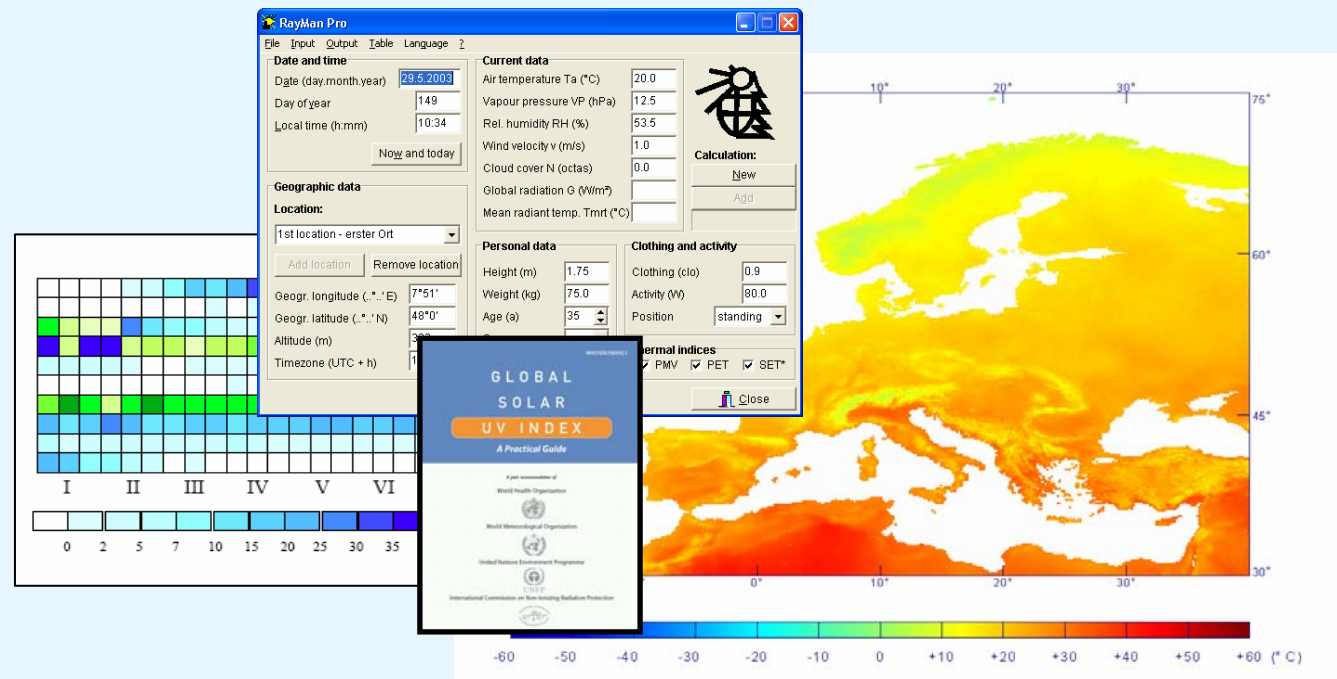 RayMan Pro
File Input Output Table Language ?
Date and time
Date (day.month.year) 29.5.2003
Day of year 149
Local time (h:mm) 10:34
Now and today
Geographic data
Location:
1st location - erster Ort
Add location Remove location
Geogr. longitude (..°..' E) 7°51'
Geogr. latitude (..°..' N) 48°0'
Altitude (m)
Timezone (UTC + h) 1
Current data
Air temperature Ta (°C) 20.0
Vapour pressure VP (hPa) 12.5
Rel. humidity RH (%) 53.5
Wind velocity v (m/s) 1.0
Cloud cover N (octas) 0.0
Global radiation G (W/m²)
Mean radiant temp. Tmrt (°C)
Calculation:
New
Add
Personal data
Height (m) 1.75
Weight (kg) 75.0
Age (a) 35
Clothing and activity
Clothing (clo) 0.9
Activity (W) 80.0
Position standing
indices
PMV PET SET*
Close
I II III IV V VI
0 2 5 7 10 15 20 25 30 35
GLOBAL
SOLAR
UV INDEX
A Practical Guide
A joint recommendation of
World Health Organization
World Meteorological Organization
United Nations Environment Programme
UNEP
International Commission on Non-Ionizing Radiation Protection
10° 20° 30°
75°
60°
45°
30°
0° 10° 20° 30°
-60 -50 -40 -30 -20 -10 0 +10 +20 +30 +40 +50 +60 (° C)